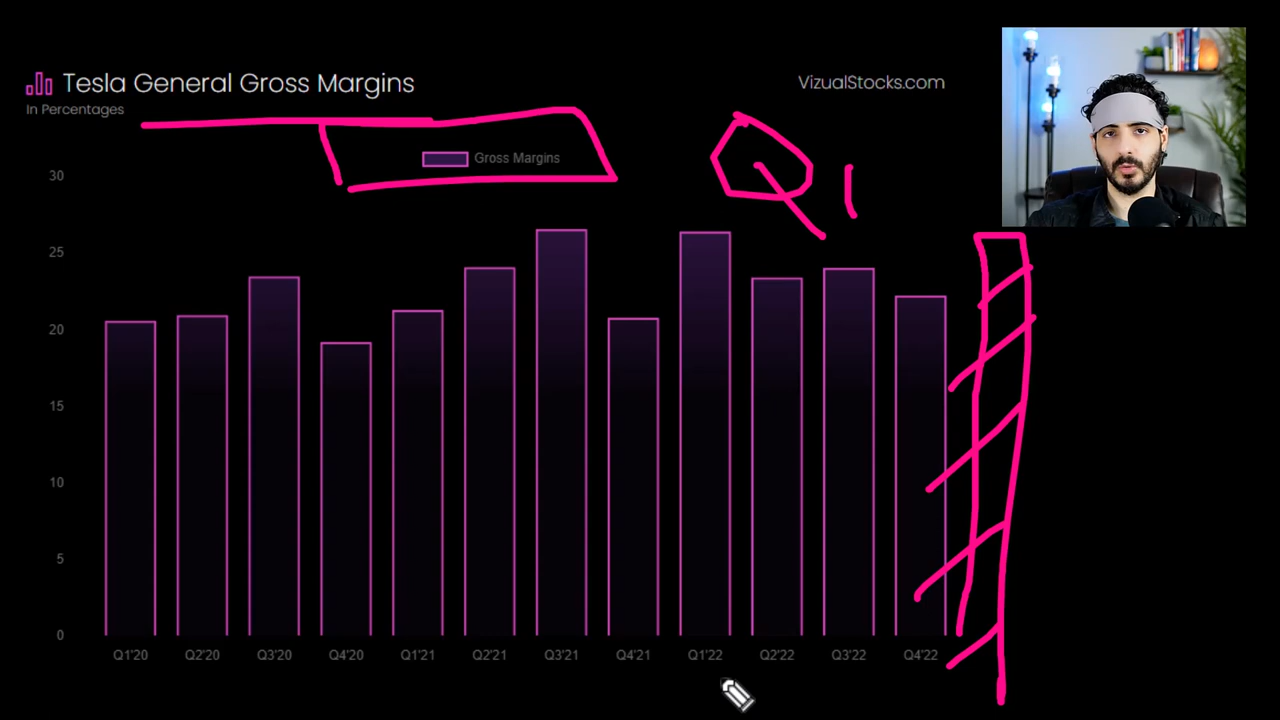 Tesla General Gross Margins
VizualStocks.com
In Percentages
Gross Margins
Q1
30
25
20
15
10
5
0
Q1'20 Q2'20 Q3'20 Q4'20 Q1'21 Q2'21 Q3'21 Q4'21 Q1'22 Q2'22 Q3'22 Q4'22